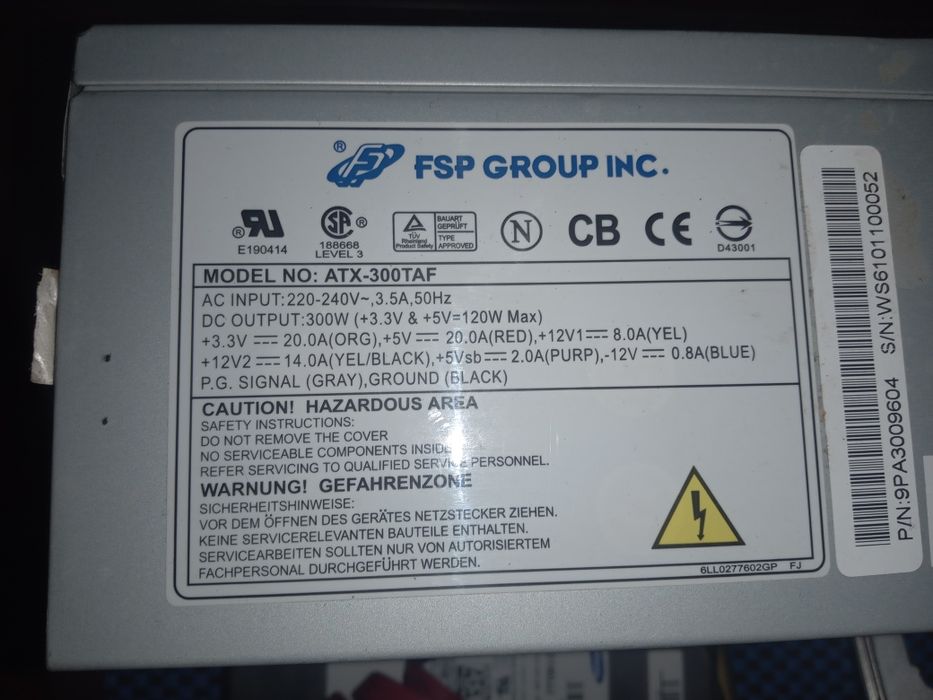 ® FSP GROUP INC.
® RU
E190414
SA ®
188668
LEVEL 3
TÜV
Rheinland
Product Safety
BAUART
GEPRÜFT
TYPE
APPROVED
N
CB
CE
D43001
MODEL NO: ATX-300TAF
AC INPUT:220-240V~,3.5A,50Hz
DC OUTPUT:300W (+3.3V & +5V=120W Max)
+3.3V ⎓ 20.0A(ORG),+5V ⎓ 20.0A(RED),+12V1⎓ 8.0A(YEL)
+12V2 ⎓ 14.0A(YEL/BLACK),+5Vsb⎓ 2.0A(PURP),-12V ⎓ 0.8A(BLUE)
P.G. SIGNAL (GRAY),GROUND (BLACK)
CAUTION! HAZARDOUS AREA
SAFETY INSTRUCTIONS:
DO NOT REMOVE THE COVER
NO SERVICEABLE COMPONENTS INSIDE
REFER SERVICING TO QUALIFIED SERVICE PERSONNEL.
WARNUNG! GEFAHRENZONE
SICHERHEITSHINWEISE:
VOR DEM ÖFFNEN DES GERÄTES NETZSTECKER ZIEHEN.
KEINE SERVICERELEVANTEN BAUTEILE ENTHALTEN.
SERVICEARBEITEN SOLLTEN NUR VON AUTORISIERTEM
FACHPERSONAL DURCHGEFÜHRT WERDEN.
6LL0277602GP FJ
S/N:WS6101100052
P/N:9PA3009604